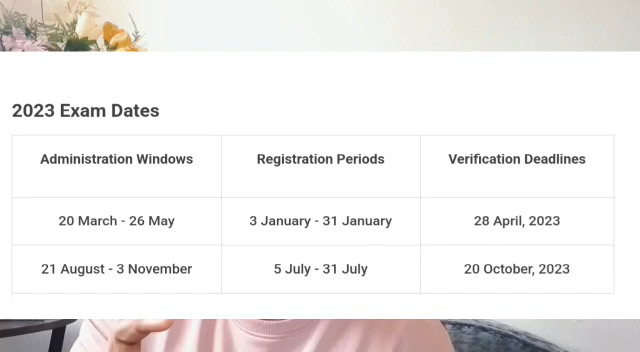 2023 Exam Dates
Administration Windows Registration Periods Verification Deadlines
20 March - 26 May 3 January - 31 January 28 April, 2023
21 August - 3 November 5 July - 31 July 20 October, 2023